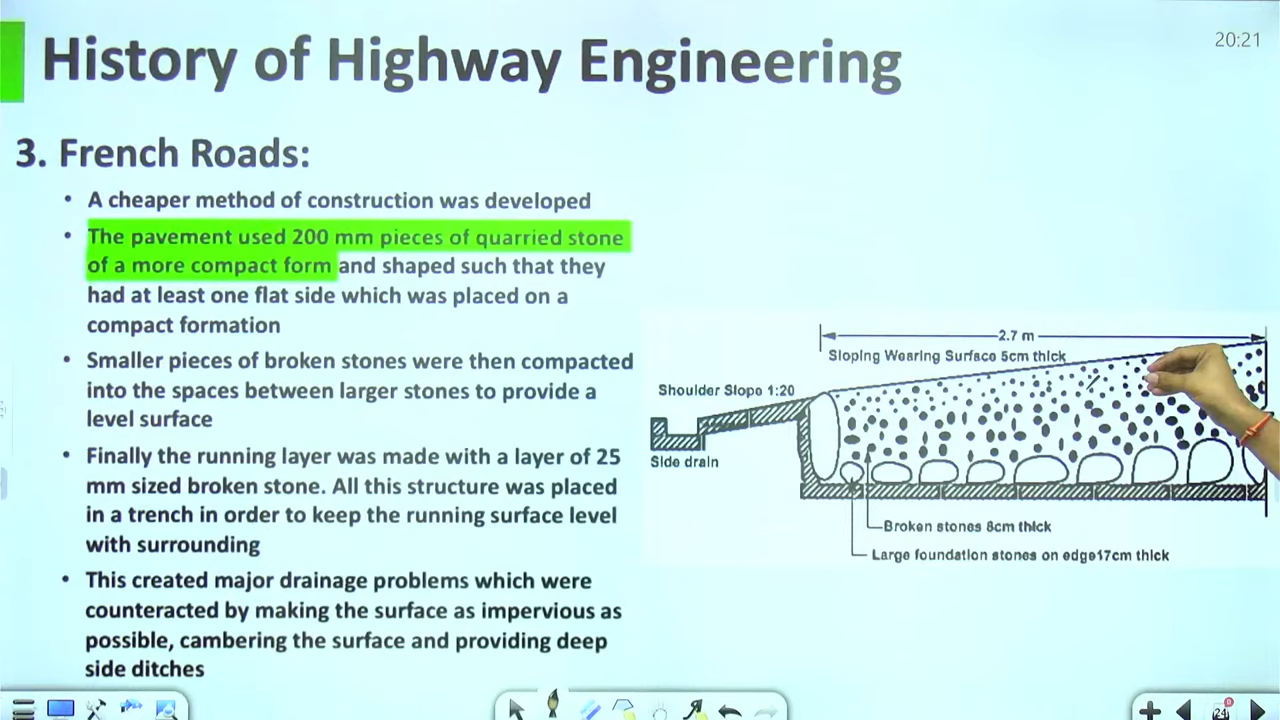 20:21
History of Highway Engineering
3. French Roads:
• A cheaper method of construction was developed
• The pavement used 200 mm pieces of quarried stone
of a more compact form and shaped such that they
had at least one flat side which was placed on a
compact formation
• Smaller pieces of broken stones were then compacted
into the spaces between larger stones to provide a
level surface
• Finally the running layer was made with a layer of 25
mm sized broken stone. All this structure was placed
in a trench in order to keep the running surface level
with surrounding
• This created major drainage problems which were
counteracted by making the surface as impervious as
possible, cambering the surface and providing deep
side ditches
2.7 m
Sloping Wearing Surface 5cm thick
Shoulder Slope 1:20
Side drain
Broken stones 8cm thick
Large foundation stones on edge17cm thick
24